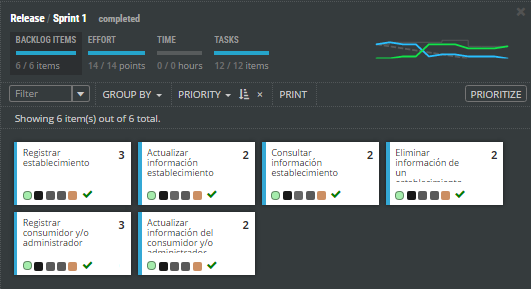 Release / Sprint 1 completed
BACKLOG ITEMS EFFORT TIME TASKS
6 / 6 items 14 / 14 points 0 / 0 hours 12 / 12 items
Filter GROUP BY PRIORITY × PRINT PRIORITIZE
Showing 6 item(s) out of 6 total.
Registrar
establecimiento
3
Actualizar
información
establecimiento
2
Consultar
información
establecimiento
2
Eliminar
información de
un
establecimiento
2
Registrar
consumidor y/o
administrador
3
Actualizar
información del
consumidor y/o
administrador
2